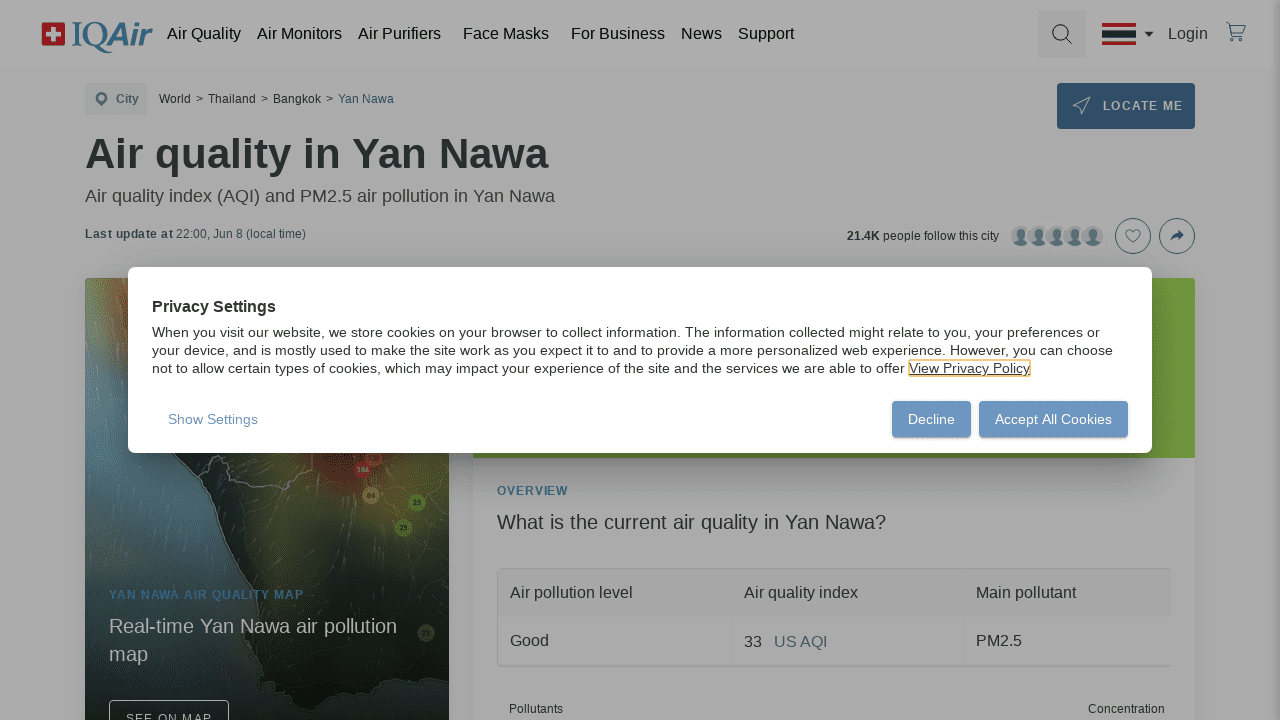 IQAir Air Quality Air Monitors Air Purifiers Face Masks For Business News Support Login
City World > Thailand > Bangkok > Yan Nawa
LOCATE ME
Air quality in Yan Nawa
Air quality index (AQI) and PM2.5 air pollution in Yan Nawa
Last update at 22:00, Jun 8 (local time)
21.4K people follow this city
Privacy Settings
When you visit our website, we store cookies on your browser to collect information. The information collected might relate to you, your preferences or
your device, and is mostly used to make the site work as you expect it to and to provide a more personalized web experience. However, you can choose
not to allow certain types of cookies, which may impact your experience of the site and the services we are able to offer View Privacy Policy
Show Settings
Decline
Accept All Cookies
YAN NAWA AIR QUALITY MAP
Real-time Yan Nawa air pollution
map
SEE ON MAP
OVERVIEW
What is the current air quality in Yan Nawa?
Air pollution level Air quality index Main pollutant
Good 33 US AQI PM2.5
Pollutants Concentration